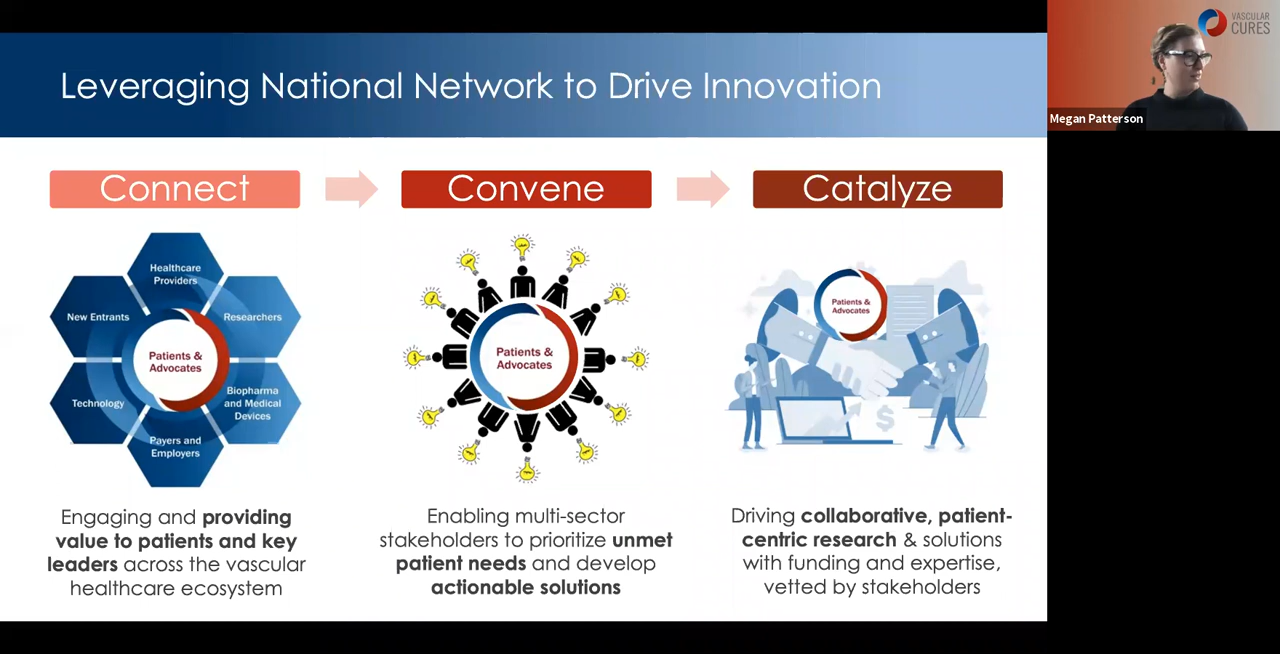 Leveraging National Network to Drive Innovation
VASCULAR
CURES
Megan Patterson
Connect
Convene
Catalyze
Healthcare
Providers
New Entrants
Researchers
Patients &
Advocates
Technology
Biopharma
and Medical
Devices
Payers and
Employers
Patients &
Advocates
Patients &
Advocates
$
Engaging and providing
value to patients and key
leaders across the vascular
healthcare ecosystem
Enabling multi-sector
stakeholders to prioritize unmet
patient needs and develop
actionable solutions
Driving collaborative, patient-
centric research & solutions
with funding and expertise,
vetted by stakeholders